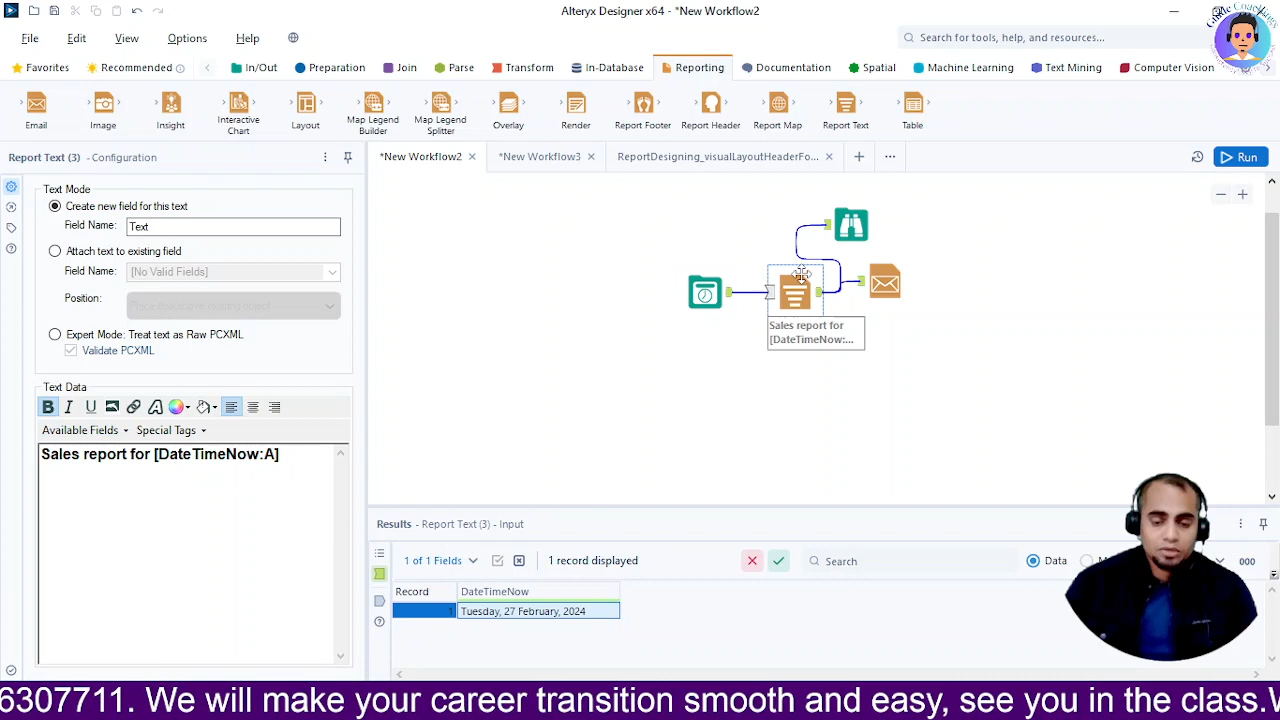 Alteryx Designer x64 - *New Workflow2
File Edit View Options Help
Search for tools, help, and resources...
Favorites Recommended In/Out Preparation Join Parse Transform In-Database Reporting Documentation Spatial Machine Learning Text Mining Computer Vision
Email Image Insight Interactive Chart Layout Map Legend Builder Map Legend Splitter Overlay Render Report Footer Report Header Report Map Report Text Table
Report Text (3) - Configuration
*New Workflow2 *New Workflow3 ReportDesigning_visualLayoutHeaderFo... Run
Text Mode
Create new field for this text
Field Name: Text
Attach text to existing field
Field Name: [No Valid Fields]
Position:
Expert Mode: Treat text as Raw PCXML
Validate PCXML
Text Data
B I U A
Available Fields Special Tags
Sales report for [DateTimeNow:A]
Sales report for
[DateTimeNow:...
Results - Report Text (3) - Input
1 of 1 Fields 1 record displayed Search Data 000
Record DateTimeNow
1 Tuesday, 27 February, 2024
6307711. We will make your career transition smooth and easy, see you in the class.